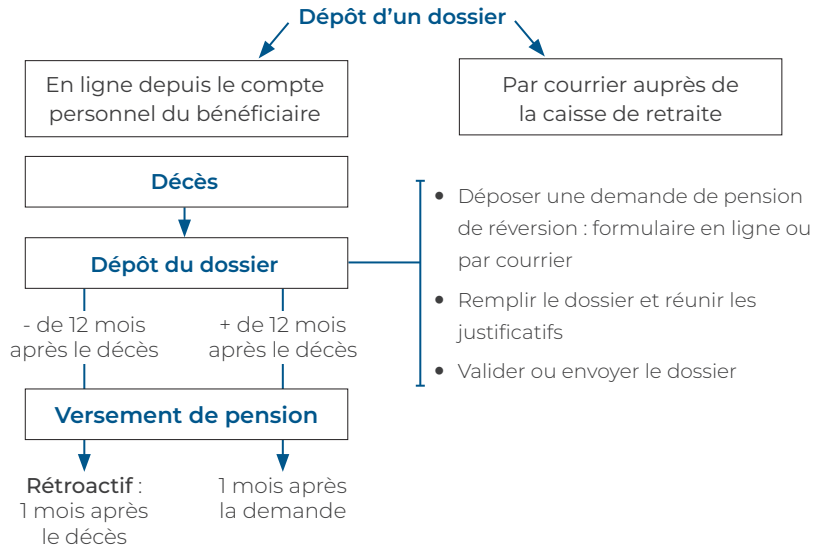 Dépôt d’un dossier
En ligne depuis le compte
personnel du bénéficiaire
Par courrier auprès de
la caisse de retraite
Décès
Dépôt du dossier
• Déposer une demande de pension
de réversion : formulaire en ligne ou
par courrier
• Remplir le dossier et réunir les
justificatifs
• Valider ou envoyer le dossier
- de 12 mois
après le décès
+ de 12 mois
après le décès
Versement de pension
Rétroactif :
1 mois après
le décès
1 mois après
la demande